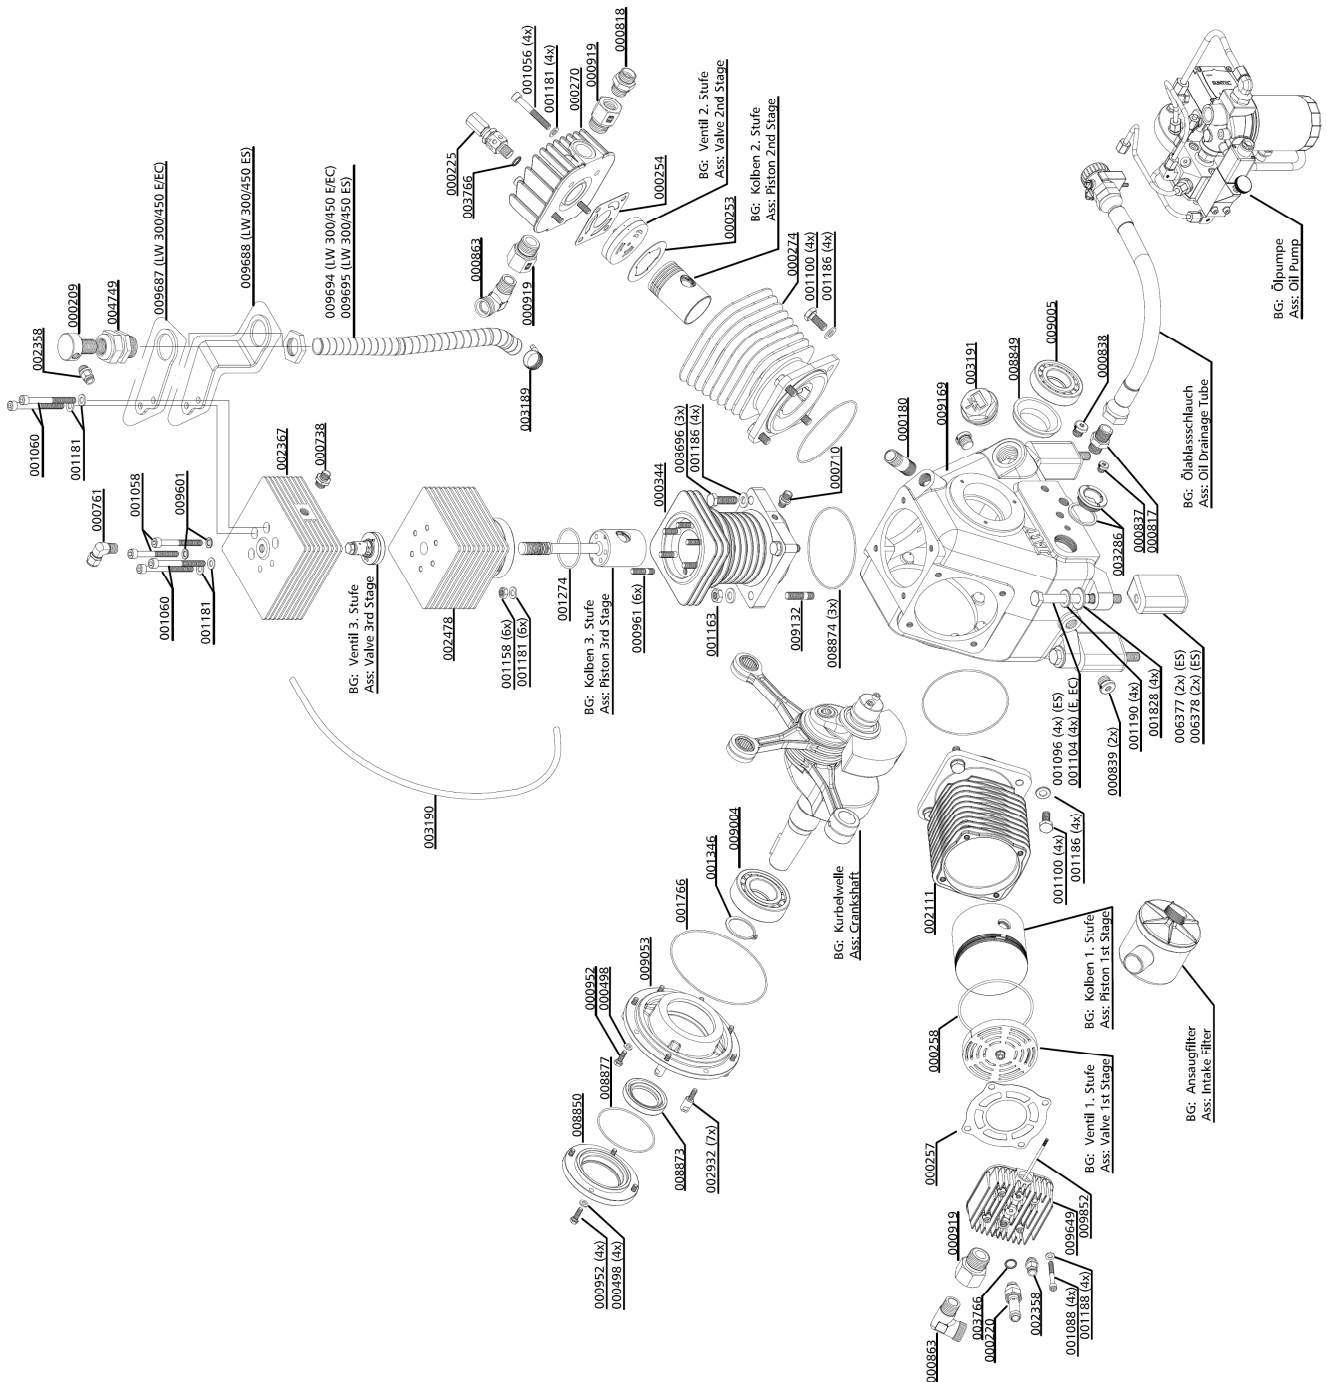 000818
000919
000270
001181 (4x)
001056 (4x)
000225
003766
000863
000919
000254
BG: Ventil 2. Stufe
Ass: Valve 2nd Stage
000253
BG: Kolben 2. Stufe
Ass: Piston 2nd Stage
000274
001100 (4x)
001186 (4x)
009687 (LW 300/450 E/EC)
009688 (LW 300/450 ES)
009694 (LW 300/450 E/EC)
009695 (LW 300/450 ES)
000209
004749
002358
003189
001060
001181
000761
001058
009601
002367
000738
001060
001181
BG: Ventil 3. Stufe
Ass: Valve 3rd Stage
002478
001158 (6x)
001181 (6x)
001274
BG: Kolben 3. Stufe
Ass: Piston 3rd Stage
000961 (6x)
000344
003696 (3x)
001186 (4x)
001163
009132
000710
008874 (3x)
003190
000180
009169
003191
008849
009005
000838
SUNTEC
BG: Ölpumpe
Ass: Oil Pump
BG: Ölablassschlauch
Ass: Oil Drainage Tube
003286
000837
000817
001096 (4x) (ES)
001104 (4x) (E, EC)
000839 (2x)
001190 (4x)
001828 (4x)
006377 (2x) (ES)
006378 (2x) (ES)
BG: Kurbelwelle
Ass: Crankshaft
009004
001346
001766
009053
000952
000498
008877
008850
008873
002932 (7x)
000952 (4x)
000498 (4x)
002111
001100 (4x)
001186 (4x)
BG: Kolben 1. Stufe
Ass: Piston 1st Stage
000258
BG: Ventil 1. Stufe
Ass: Valve 1st Stage
000257
BG: Ansaugfilter
Ass: Intake Filter
009649
009852
000919
000863
003766
000220
002358
001088 (4x)
001188 (4x)